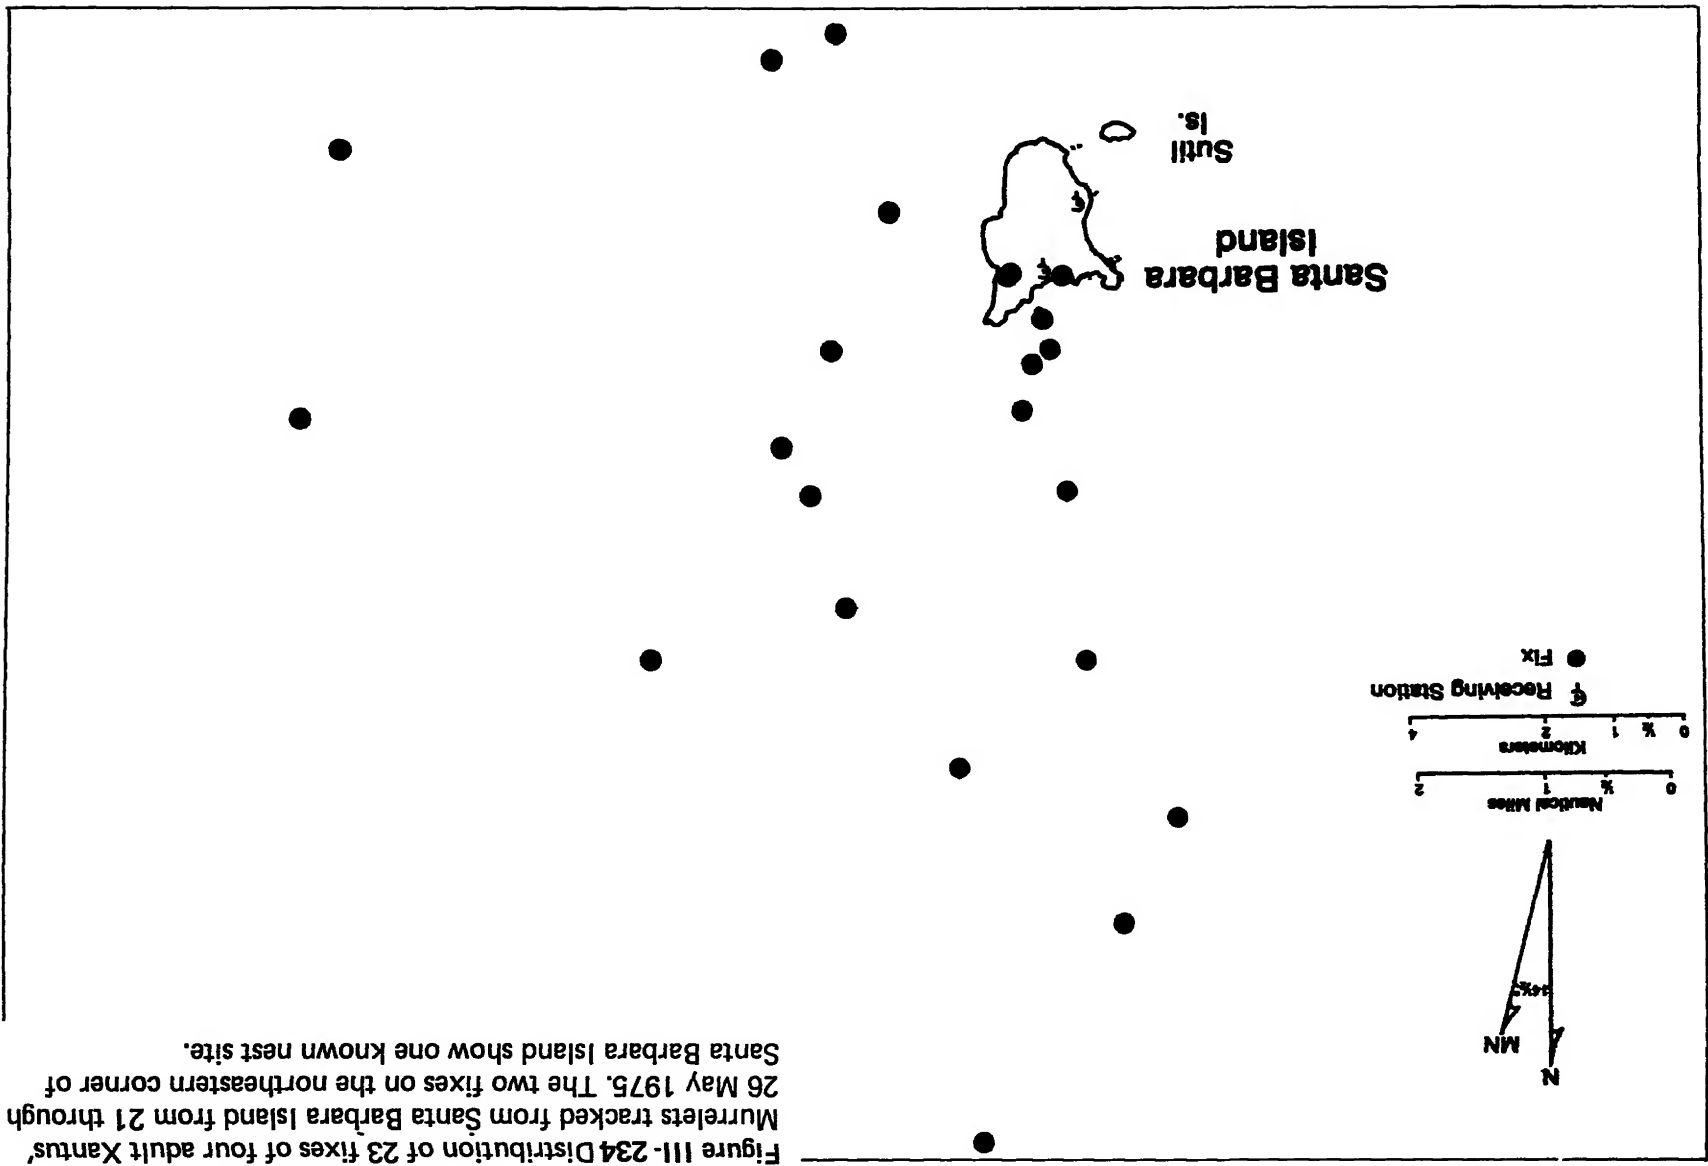 Figure III-234 Distribution of 23 fixes of four adult Xantus'
Murrelets tracked from Santa Barbara Island from 21 through
26 May 1975. The two fixes on the northeastern corner of
Santa Barbara Island show one known nest site.
N
MN
14½°
Nautical Miles
0 ½ 1 2
Kilometers
0 ½ 1 2 4
Receiving Station
Fix
Santa Barbara
Island
Sutil
Is.